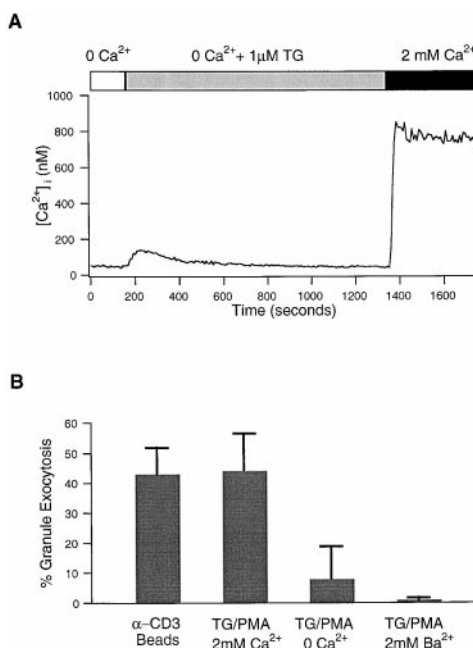 A
0 Ca²⁺
0 Ca²⁺ + 1μM TG
2 mM Ca²⁺
1000
800
600
400
200
0
[Ca²⁺]i (nM)
0 200 400 600 800 1000 1200 1400 1600
Time (seconds)
B
60
50
40
30
20
10
0
% Granule Exocytosis
α–CD3 Beads
TG/PMA 2mM Ca²⁺
TG/PMA 0 Ca²⁺
TG/PMA 2mM Ba²⁺